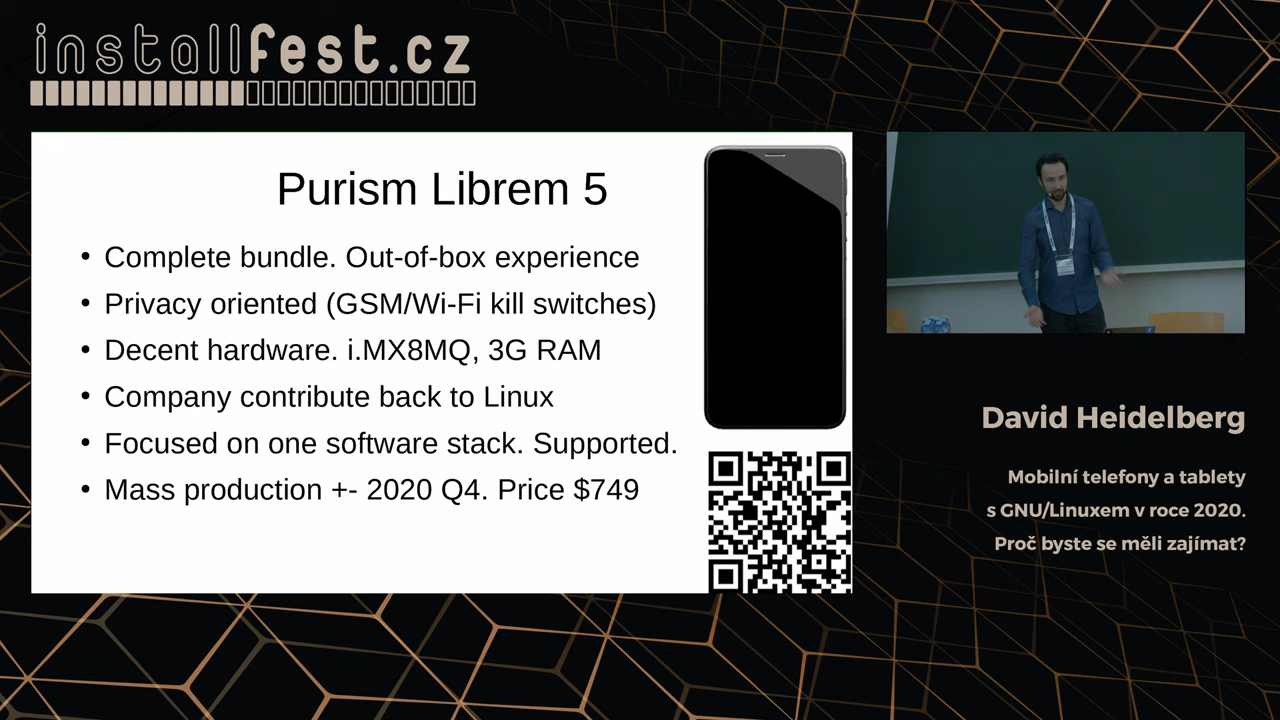 installfest.cz
Purism Librem 5
• Complete bundle. Out-of-box experience
• Privacy oriented (GSM/Wi-Fi kill switches)
• Decent hardware. i.MX8MQ, 3G RAM
• Company contribute back to Linux
• Focused on one software stack. Supported.
• Mass production +- 2020 Q4. Price $749
David Heidelberg
Mobilní telefony a tablety
s GNU/Linuxem v roce 2020.
Proč byste se měli zajímat?